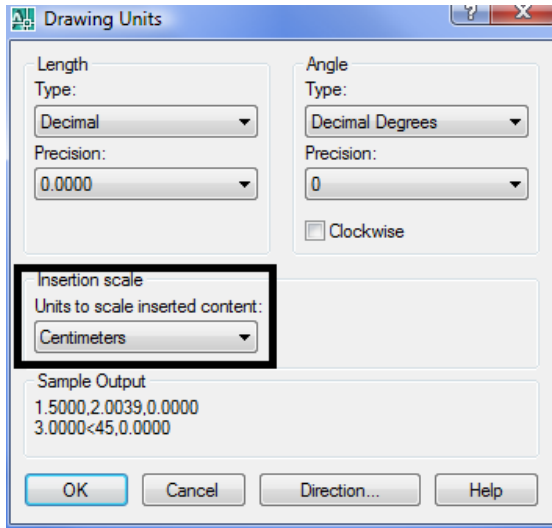 Drawing Units
Length
Type:
Decimal
Precision:
0.0000
Angle
Type:
Decimal Degrees
Precision:
0
Clockwise
Insertion scale
Units to scale inserted content:
Centimeters
Sample Output
1.5000,2.0039,0.0000
3.0000<45,0.0000
OK
Cancel
Direction...
Help